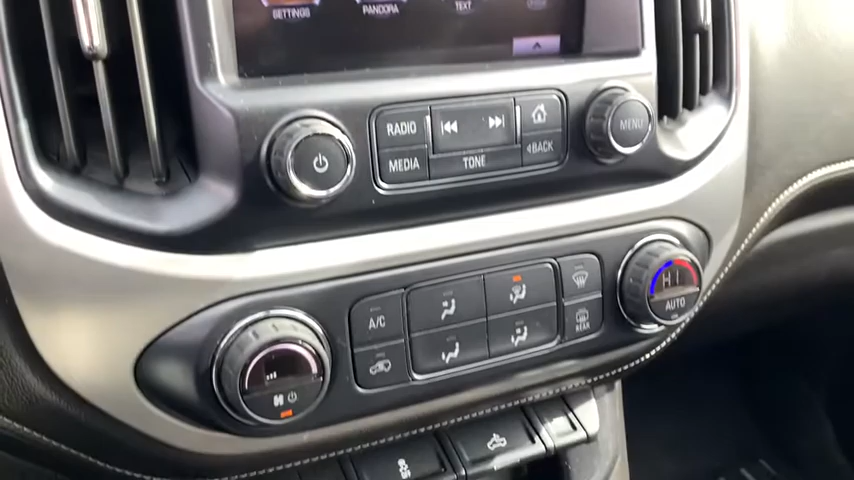 SETTINGS
PANDORA
TEXT
RADIO
MEDIA
TONE
BACK
MENU
A/C
REAR
HI
AUTO